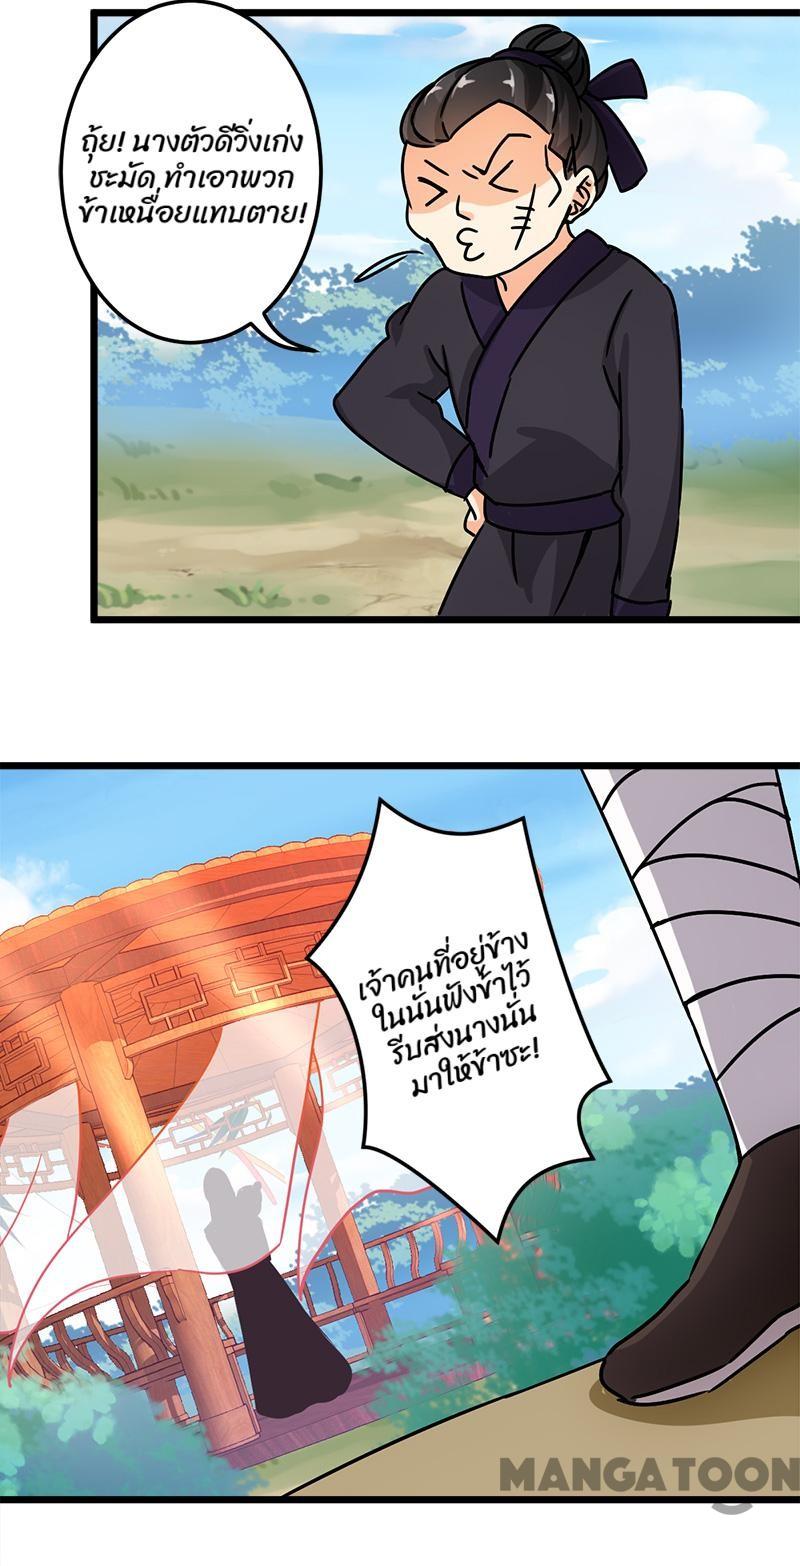 ถุ้ย! นางตัวดีวิ่งเก่ง
ชะมัด ทำเอาพวก
ข้าเหนื่อยแทบตาย!
เจ้าคนที่อยู่ข้าง
ในนั่นฟังข้าไว้
รีบส่งนางนั่น
มาให้ข้าซะ!
MANGATOON